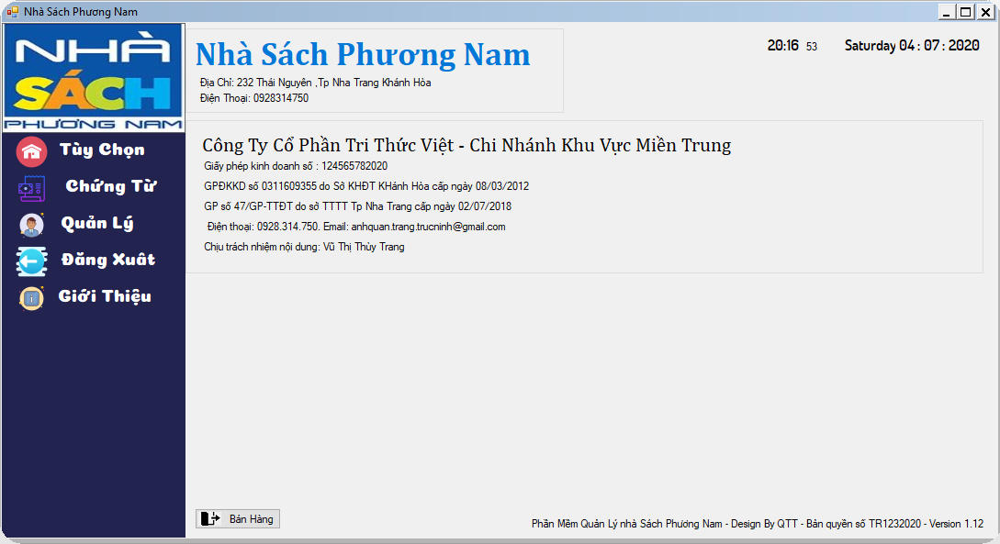 Nhà Sách Phương Nam
NHÀ
SÁCH
PHƯƠNG NAM
Nhà Sách Phương Nam
Địa Chỉ: 232 Thái Nguyên ,Tp Nha Trang Khánh Hòa
Điện Thoại: 0928314750
20:16 53 Saturday 04 : 07 : 2020
Tùy Chọn
Chứng Từ
Quản Lý
Đăng Xuât
Giới Thiệu
Công Ty Cổ Phần Tri Thức Việt - Chi Nhánh Khu Vực Miền Trung
Giấy phép kinh doanh số : 124565782020
GPĐKKD số 0311609355 do Sở KHĐT KHánh Hòa cấp ngày 08/03/2012
GP số 47/GP-TTĐT do sở TTTT Tp Nha Trang cấp ngày 02/07/2018
Điện thoại: 0928.314.750. Email: anhquan.trang.trucninh@gmail.com
Chịu trách nhiệm nội dung: Vũ Thị Thùy Trang
Bán Hàng
Phần Mềm Quản Lý nhà Sách Phương Nam - Design By QTT - Bản quyền số TR1232020 - Version 1.12